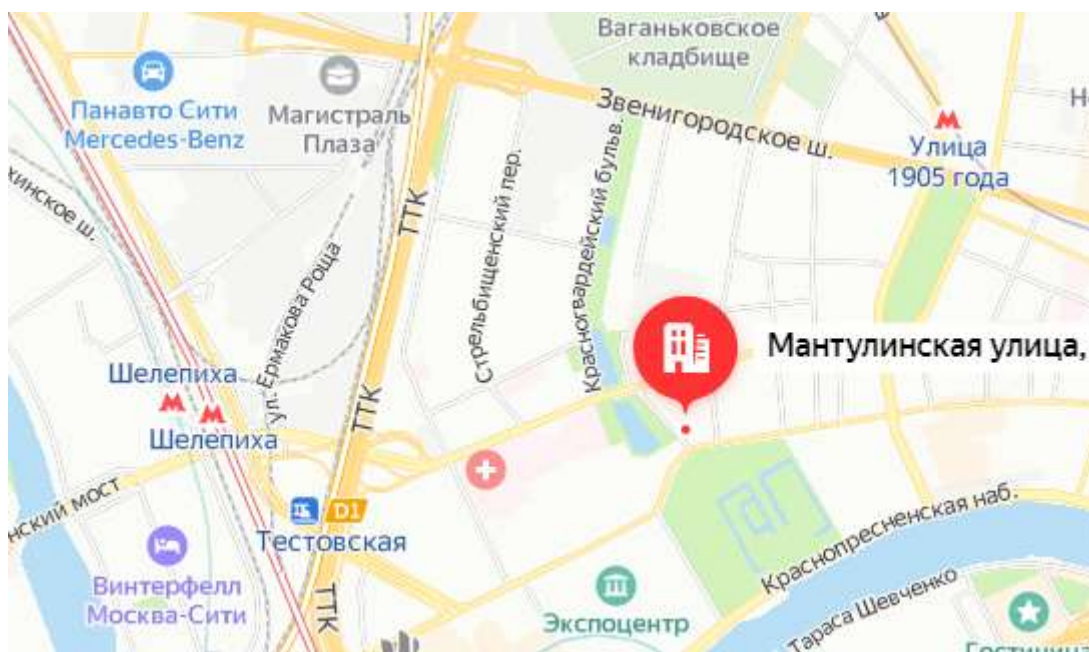 Ваганьковское
кладбище
Панавто Сити
Mercedes-Benz
Магистраль
Плаза
Звенигородское ш.
Улица
1905 года
ТТК
Стрельбищенский пер.
Красногвардейский бульв.
ул. Ермакова Роща
Мантулинская улица,
Шелепиха
Шелепиха
ТТК
D1
Тестовская
Винтерфелл
Москва-Сити
ТТК
Экспоцентр
Краснопресненская наб.
Тараса Шевченко